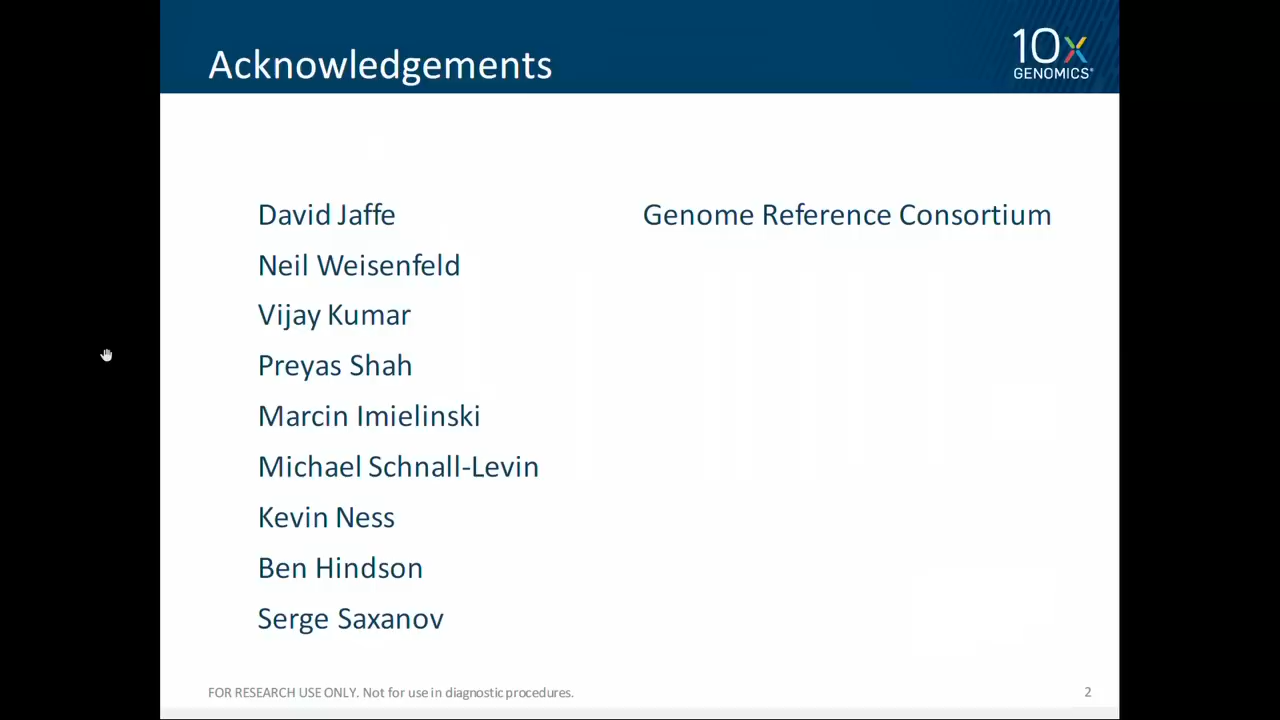 Acknowledgements
10x
GENOMICS®
David Jaffe
Genome Reference Consortium
Neil Weisenfeld
Vijay Kumar
Preyas Shah
Marcin Imielinski
Michael Schnall-Levin
Kevin Ness
Ben Hindson
Serge Saxanov
FOR RESEARCH USE ONLY. Not for use in diagnostic procedures.
2